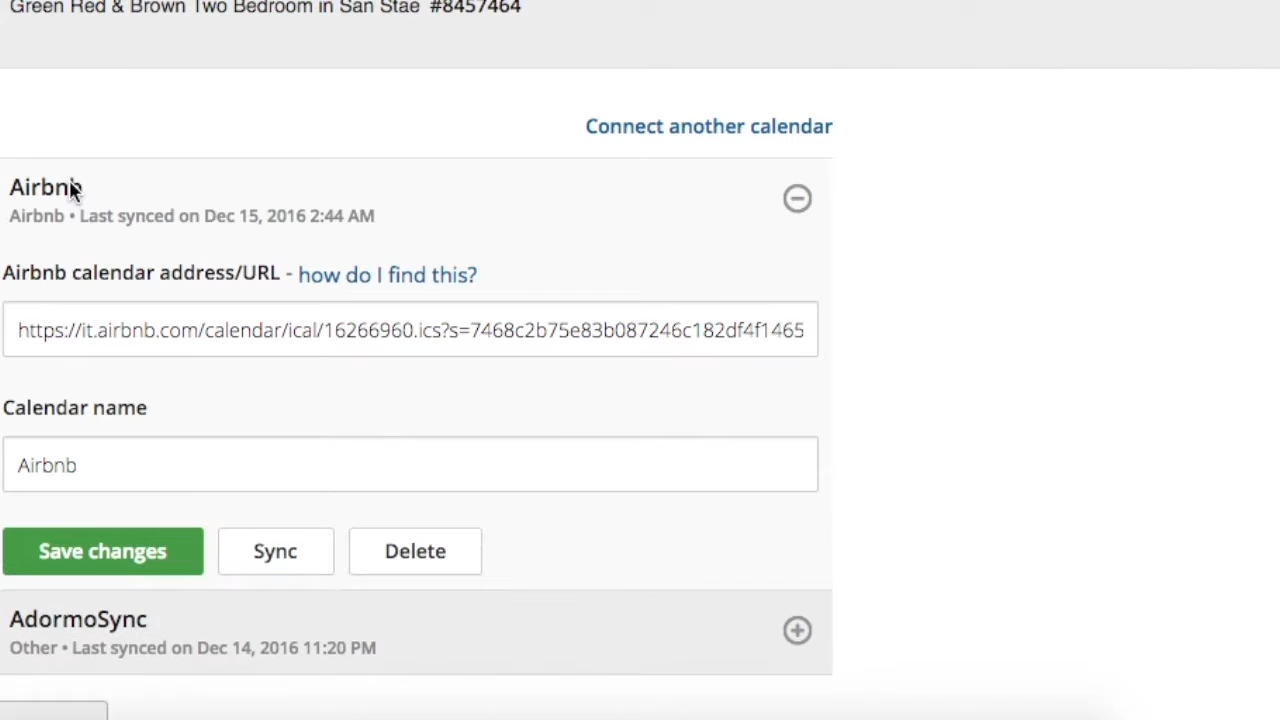 Green Red & Brown Two Bedroom in San Stae #8457464
Connect another calendar
Airbnb
Airbnb • Last synced on Dec 15, 2016 2:44 AM
Airbnb calendar address/URL - how do I find this?
https://it.airbnb.com/calendar/ical/16266960.ics?s=7468c2b75e83b087246c182df4f1465
Calendar name
Airbnb
Save changes Sync Delete
AdormoSync
Other • Last synced on Dec 14, 2016 11:20 PM